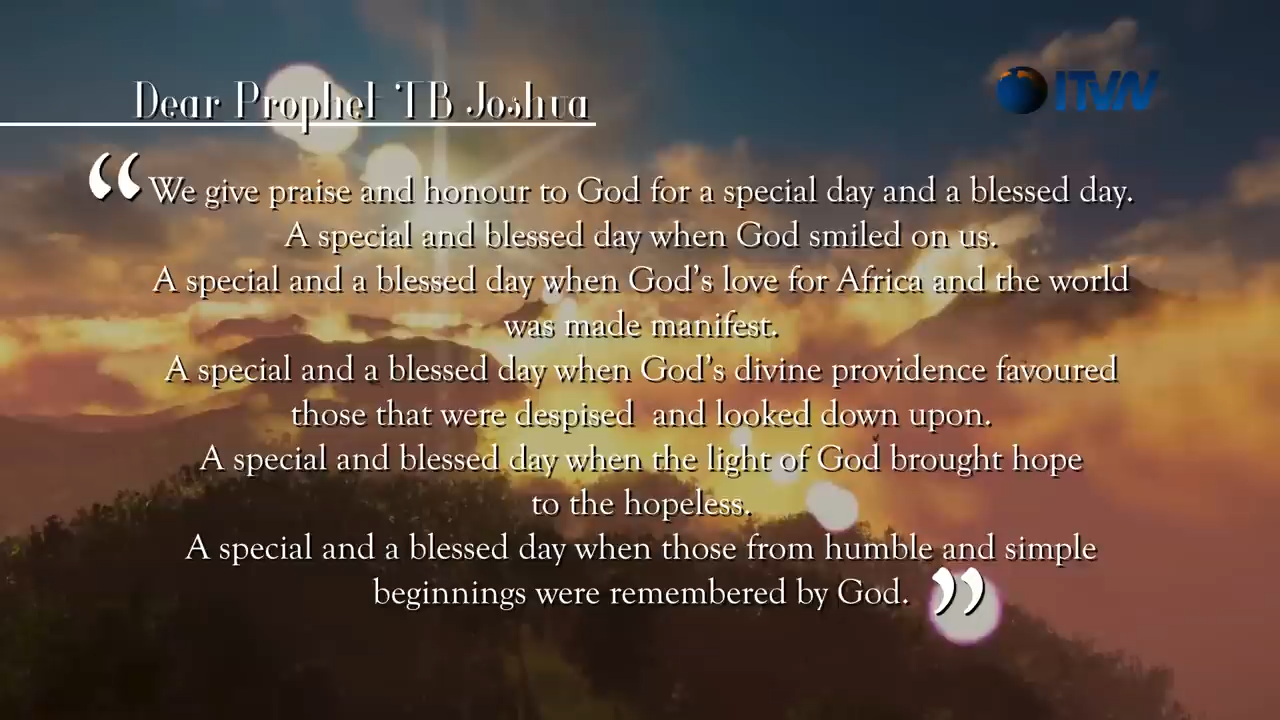 Dear Prophet TB Joshua
ITVW
“We give praise and honour to God for a special day and a blessed day.
A special and blessed day when God smiled on us.
A special and a blessed day when God’s love for Africa and the world
was made manifest.
A special and a blessed day when God’s divine providence favoured
those that were despised and looked down upon.
A special and blessed day when the light of God brought hope
to the hopeless.
A special and a blessed day when those from humble and simple
beginnings were remembered by God.”